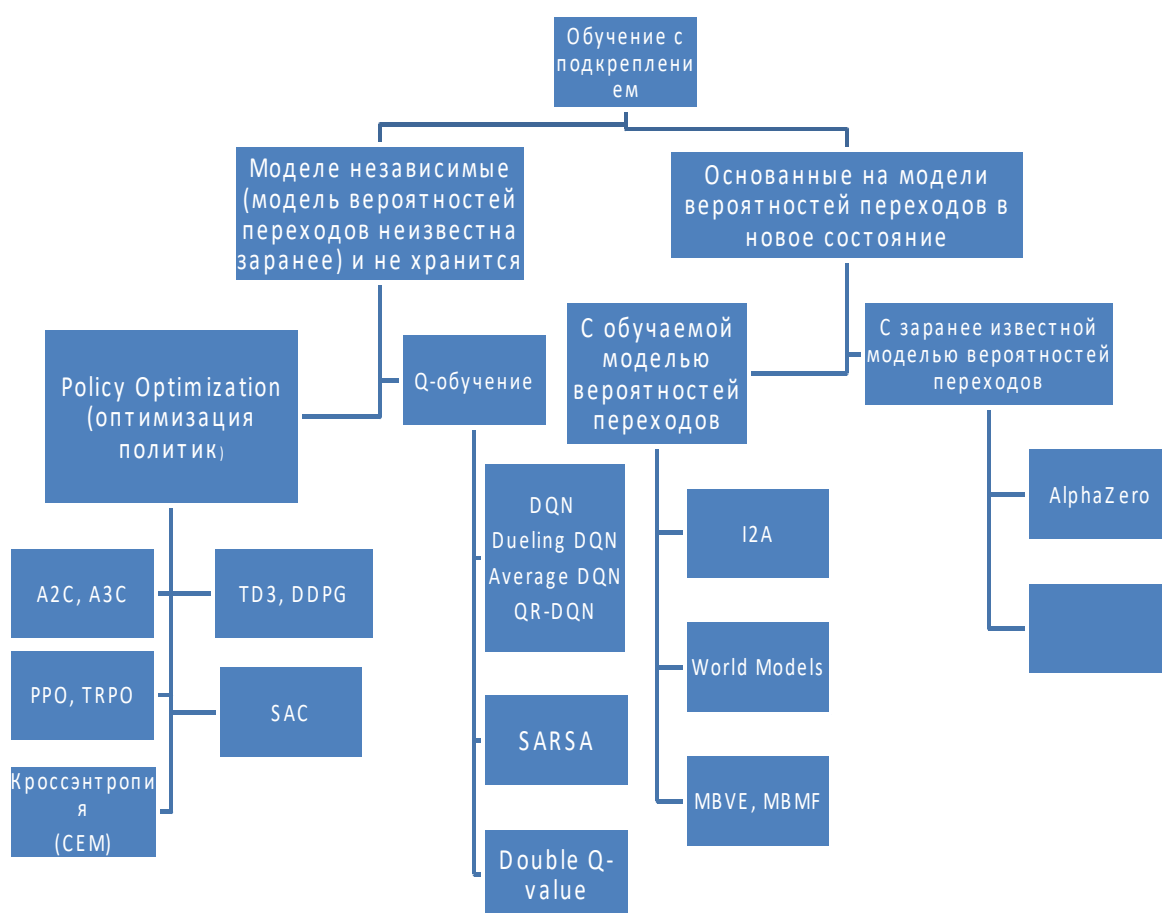 Обучение с
подкреплени
ем
Моделе независимые
(модель вероятностей
переходов неизвестна
заранее) и не хранится
Основанные на модели
вероятностей переходов в
новое состояние
Policy Optimization
(оптимизация
политик)
Q-обучение
С обучаемой
моделью
вероятностей
переходов
С заранее известной
моделью вероятностей
переходов
A2C, A3C
TD3, DDPG
PPO, TRPO
SAC
Кроссэнтропи
я
(CEM)
DQN
Dueling DQN
Average DQN
QR-DQN
SARSA
Double Q-
value
I2A
World Models
MBVE, MBMF
AlphaZero